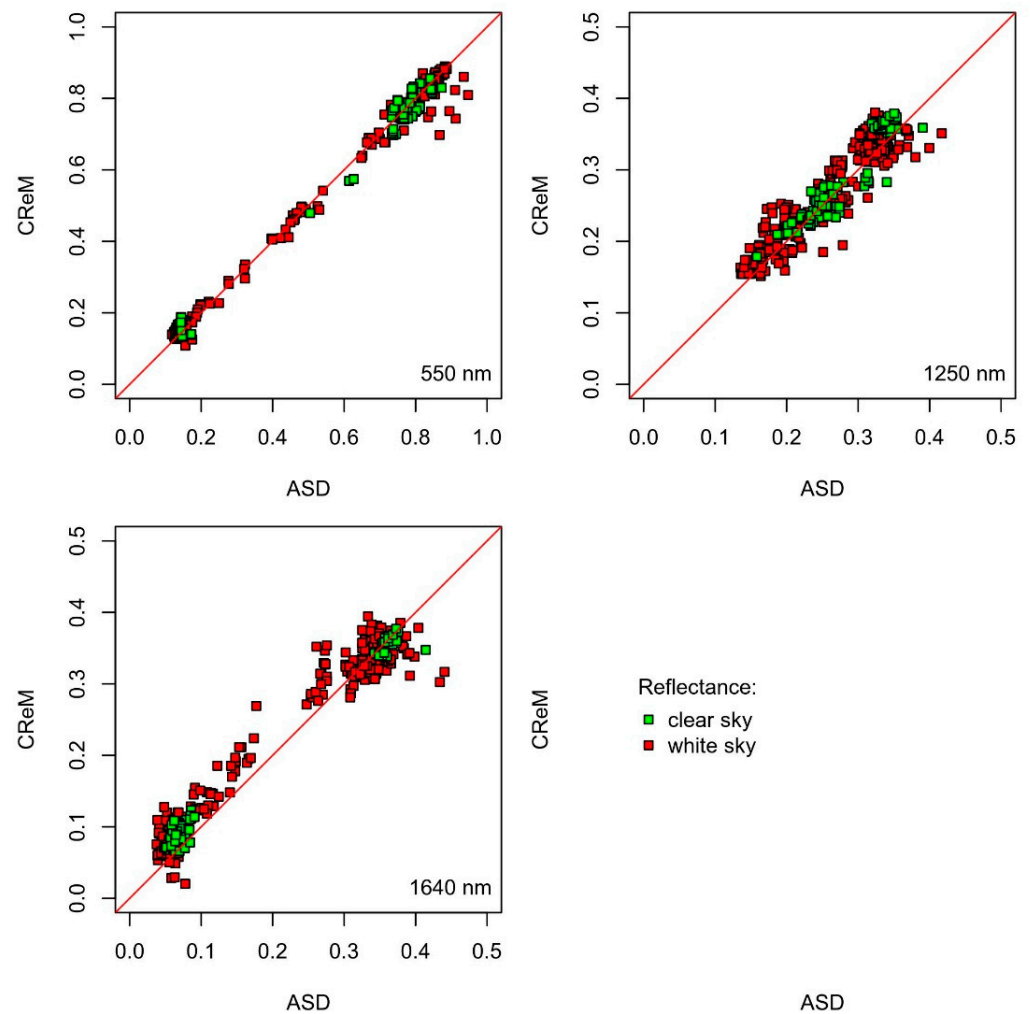 1.0
0.8
0.6
0.4
0.2
0.0
CReM
550 nm
0.0 0.2 0.4 0.6 0.8 1.0
ASD
0.5
0.4
0.3
0.2
0.1
0.0
CReM
1250 nm
0.0 0.1 0.2 0.3 0.4 0.5
ASD
0.5
0.4
0.3
0.2
0.1
0.0
CReM
1640 nm
0.0 0.1 0.2 0.3 0.4 0.5
ASD
CReM
Reflectance:
clear sky
white sky
ASD